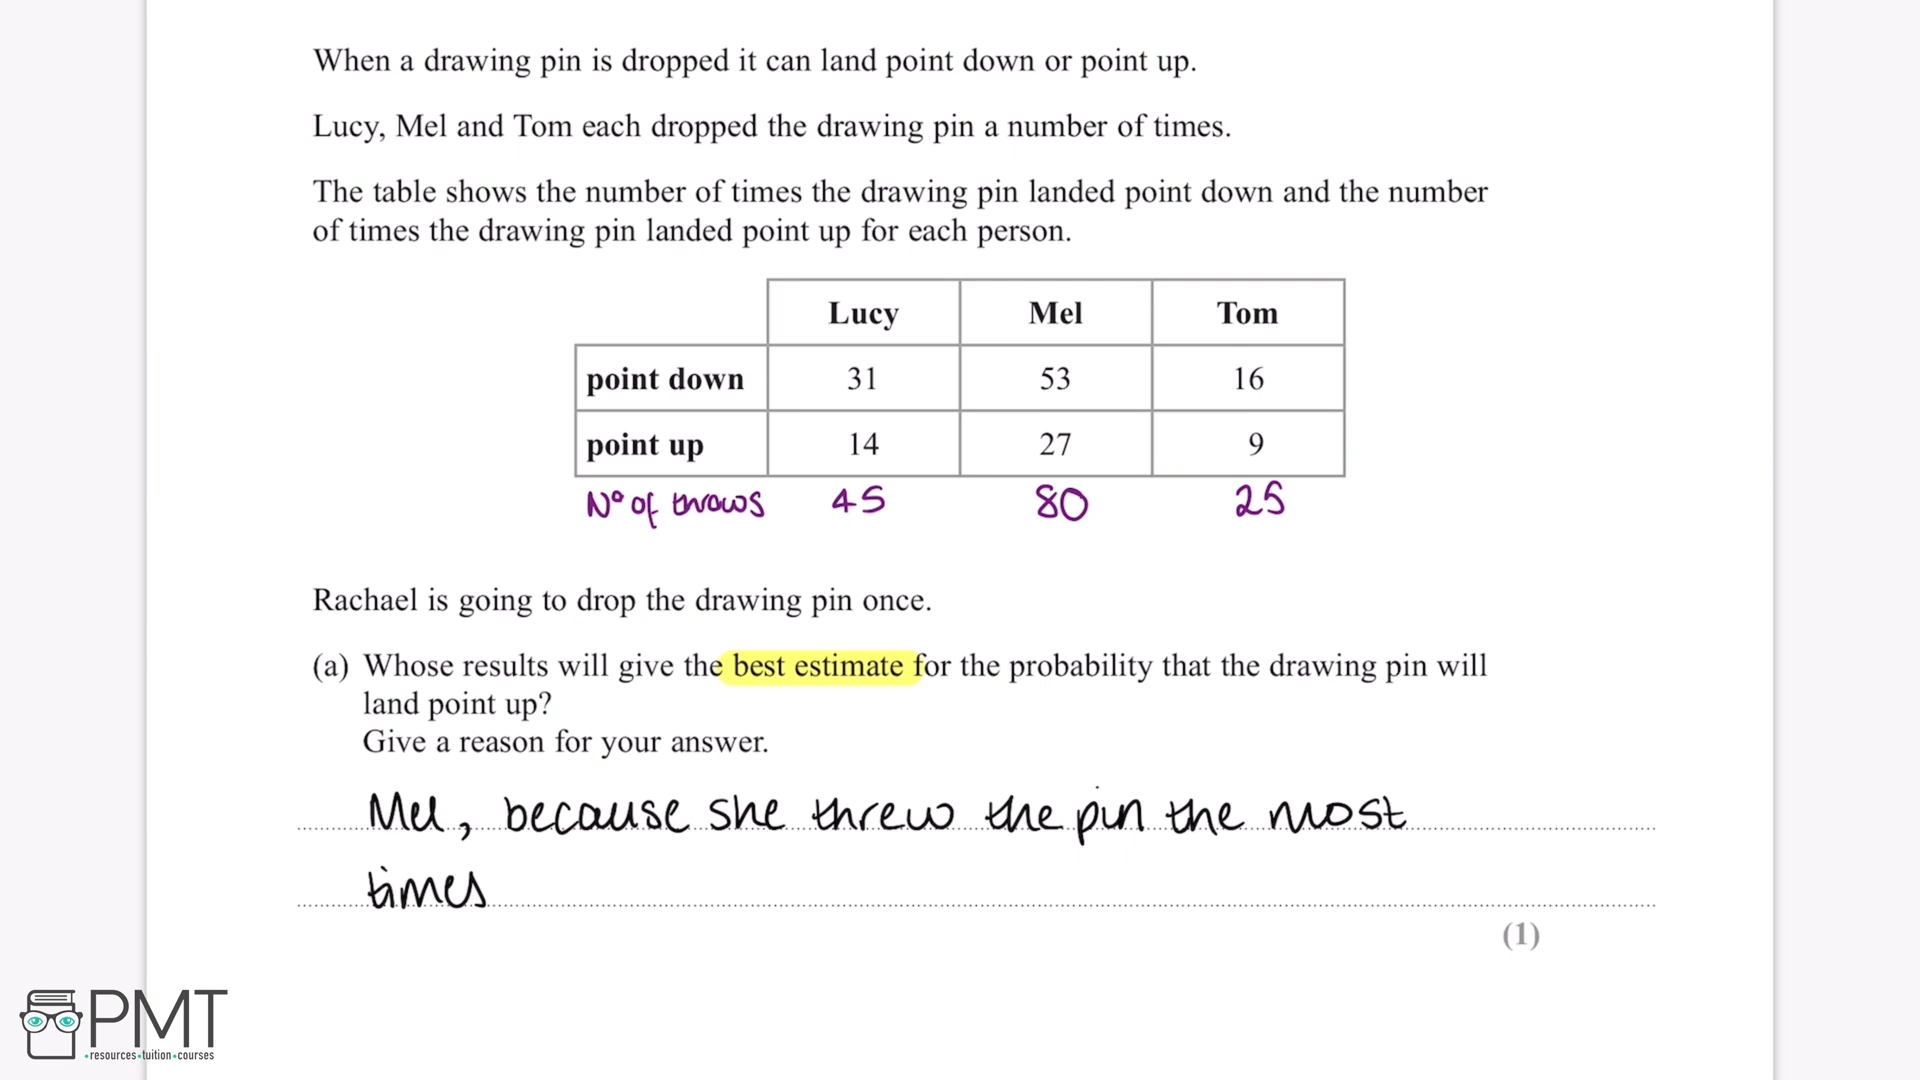 When a drawing pin is dropped it can land point down or point up.
Lucy, Mel and Tom each dropped the drawing pin a number of times.
The table shows the number of times the drawing pin landed point down and the number
of times the drawing pin landed point up for each person.
Lucy Mel Tom
point down 31 53 16
point up 14 27 9
Nº of throws 45 80 25
Rachael is going to drop the drawing pin once.
(a) Whose results will give the best estimate for the probability that the drawing pin will
land point up?
Give a reason for your answer.
Mel, because she threw the pin the most
times
(1)
PMT
•resources•tuition•courses